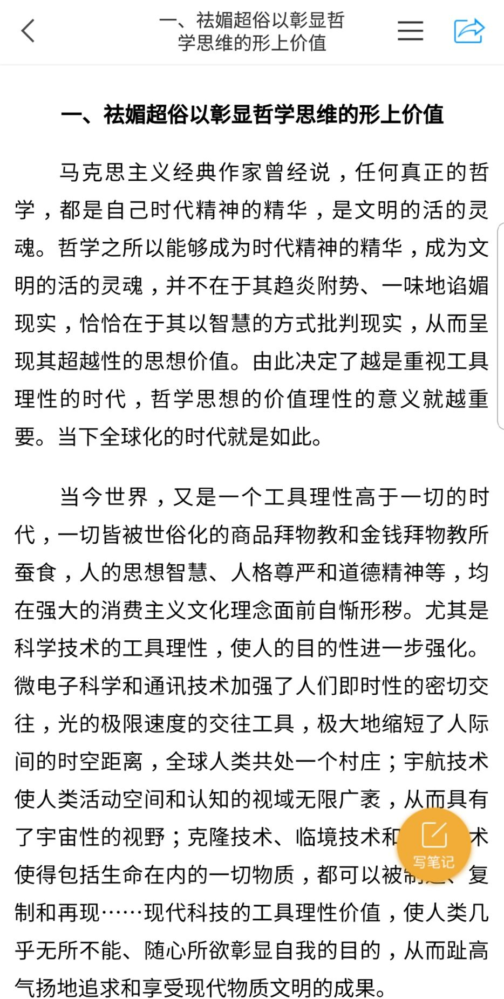 一、祛媚超俗以彰显哲
学思维的形上价值
一、祛媚超俗以彰显哲学思维的形上价值
马克思主义经典作家曾经说，任何真正的哲
学，都是自己时代精神的精华，是文明的活的灵
魂。哲学之所以能够成为时代精神的精华，成为文
明的活的灵魂，并不在于其趋炎附势、一味地谄媚
现实，恰恰在于其以智慧的方式批判现实，从而呈
现其超越性的思想价值。由此决定了越是重视工具
理性的时代，哲学思想的价值理性的意义就越重
要。当下全球化的时代就是如此。
当今世界，又是一个工具理性高于一切的时
代，一切皆被世俗化的商品拜物教和金钱拜物教所
蚕食，人的思想智慧、人格尊严和道德精神等，均
在强大的消费主义文化理念面前自惭形秽。尤其是
科学技术的工具理性，使人的目的性进一步强化。
微电子科学和通讯技术加强了人们即时性的密切交
往，光的极限速度的交往工具，极大地缩短了人际
间的时空距离，全球人类共处一个村庄；宇航技术
使人类活动空间和认知的视域无限广袤，从而具有
了宇宙性的视野；克隆技术、临境技术和术
使得包括生命在内的一切物质，都可以被、复
写笔记
制和再现……现代科技的工具理性价值，使人类几
乎无所不能、随心所欲彰显自我的目的，从而趾高
气扬地追求和享受现代物质文明的成果。